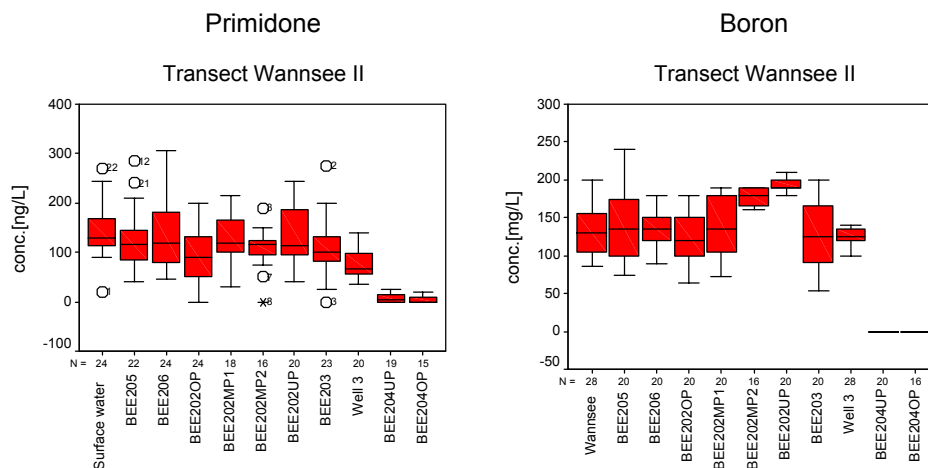 Primidone
Transect Wannsee II
conc.[ng/L]
400
300
200
100
0
-100
22
1
12
21
3
7
8
2
3
N = 24 22 24 24 18 16 20 23 20 19 15
Surface water
BEE205
BEE206
BEE202OP
BEE202MP1
BEE202MP2
BEE202UP
BEE203
Well 3
BEE204UP
BEE204OP
Boron
Transect Wannsee II
conc.[mg/L]
300
250
200
150
100
50
0
-50
N = 28 20 20 20 20 16 20 20 28 20 16
Wannsee
BEE205
BEE206
BEE202OP
BEE202MP1
BEE202MP2
BEE202UP
BEE203
Well 3
BEE204UP
BEE204OP